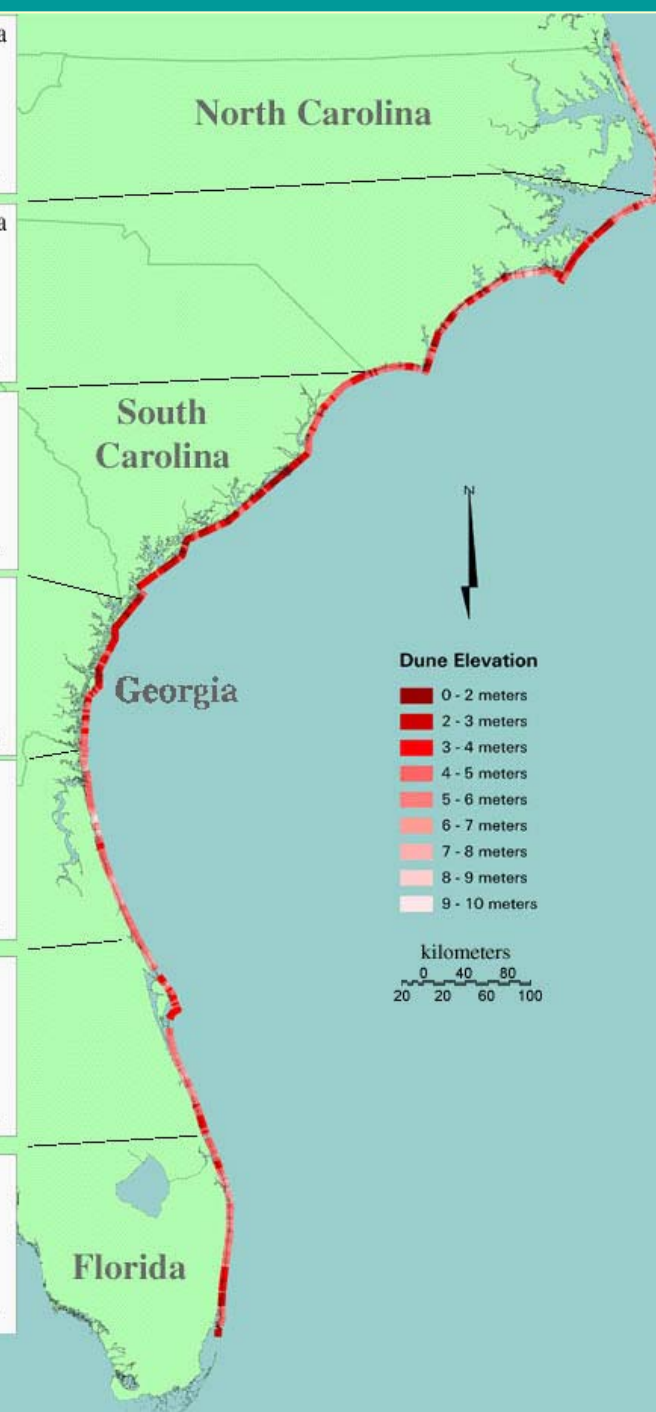 a
North Carolina
a
South
Carolina
N
Georgia
Dune Elevation
0 - 2 meters
2 - 3 meters
3 - 4 meters
4 - 5 meters
5 - 6 meters
6 - 7 meters
7 - 8 meters
8 - 9 meters
9 - 10 meters
kilometers
0 40 80
20 20 60 100
Florida